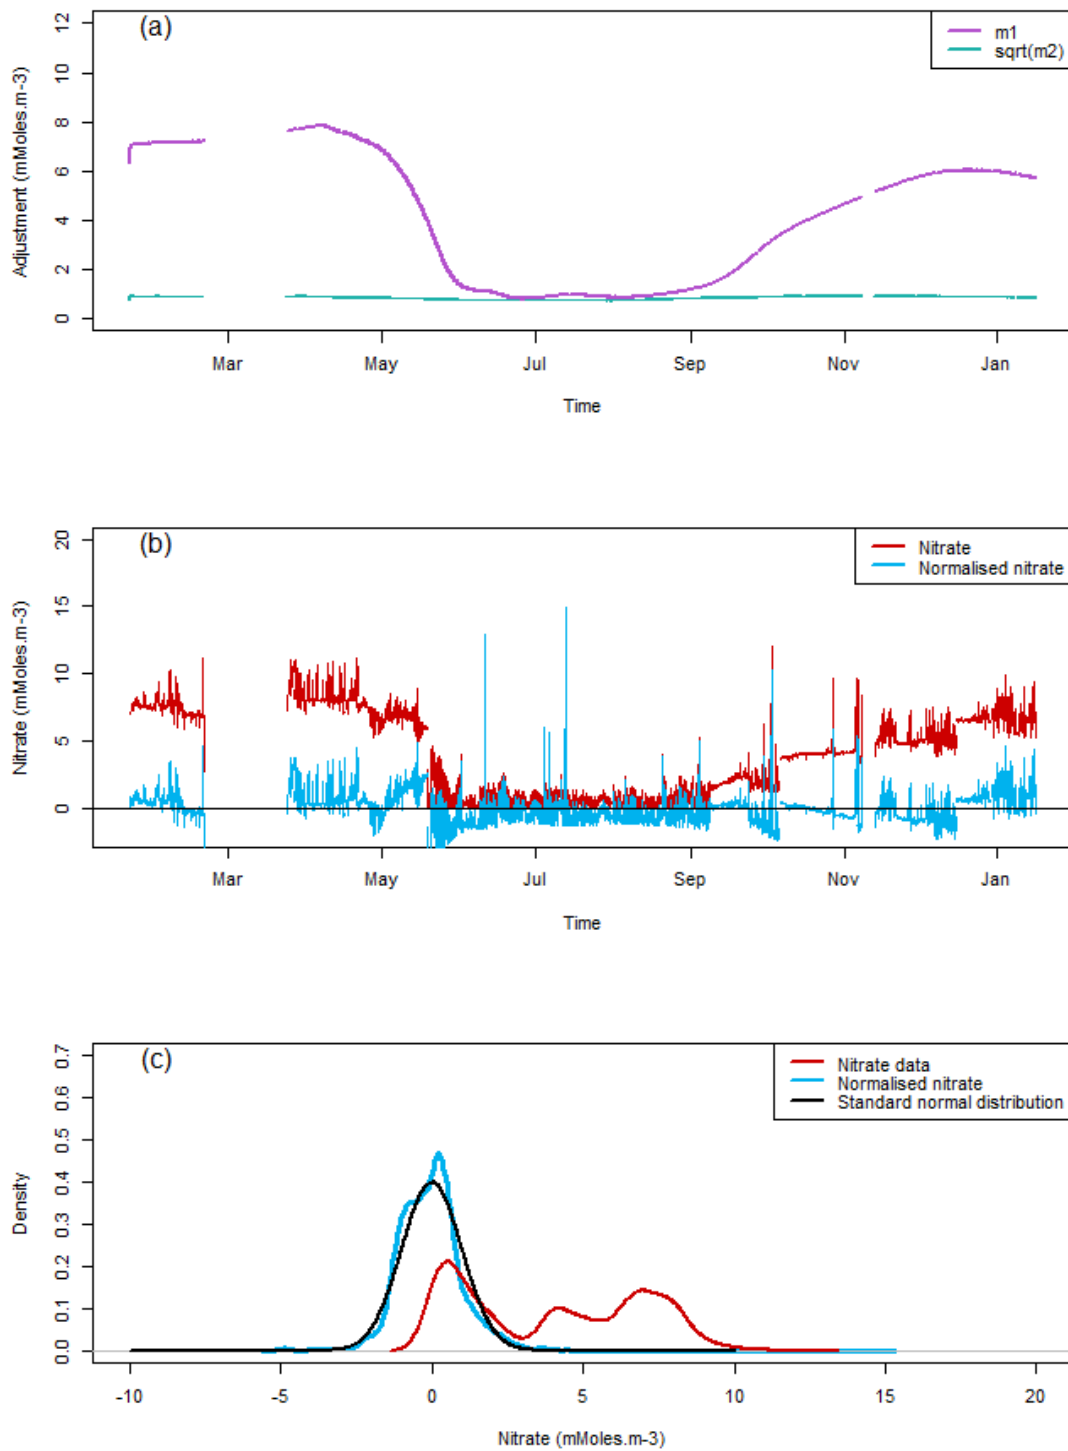 (a)
m1
sqrt(m2)
Adjustment (mMoles.m-3)
12
10
8
6
4
2
0
Mar May Jul Sep Nov Jan
Time
(b)
Nitrate
Normalised nitrate
Nitrate (mMoles.m-3)
20
15
10
5
0
Mar May Jul Sep Nov Jan
Time
(c)
Nitrate data
Normalised nitrate
Standard normal distribution
Density
0.7
0.6
0.5
0.4
0.3
0.2
0.1
0.0
-10 -5 0 5 10 15 20
Nitrate (mMoles.m-3)